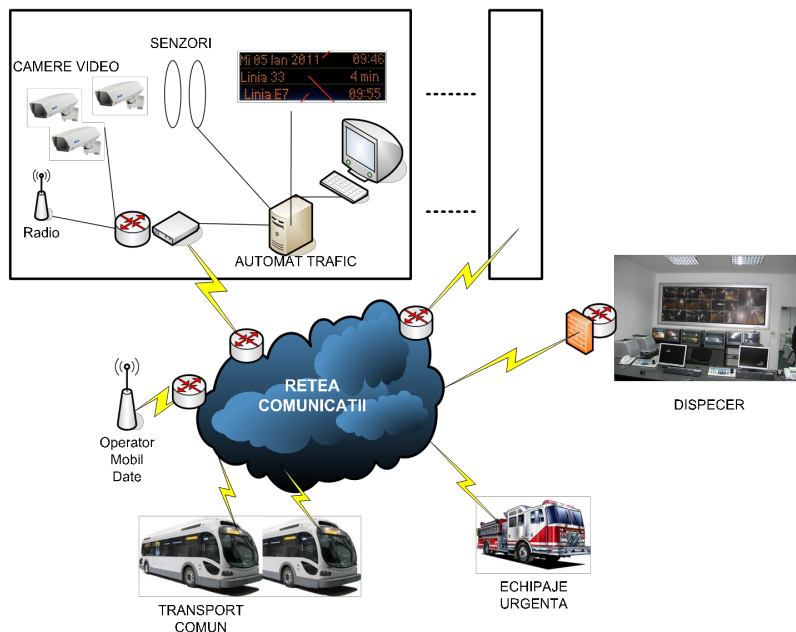 SENZORI
CAMERE VIDEO
Mi 05 Ian 2011 09:46
Linia 33 4 min
Linia E7 09:55
Radio
AUTOMAT TRAFIC
RETEA
COMUNICATII
DISPECER
Operator
Mobil
Date
TRANSPORT
COMUN
ECHIPAJE
URGENTA